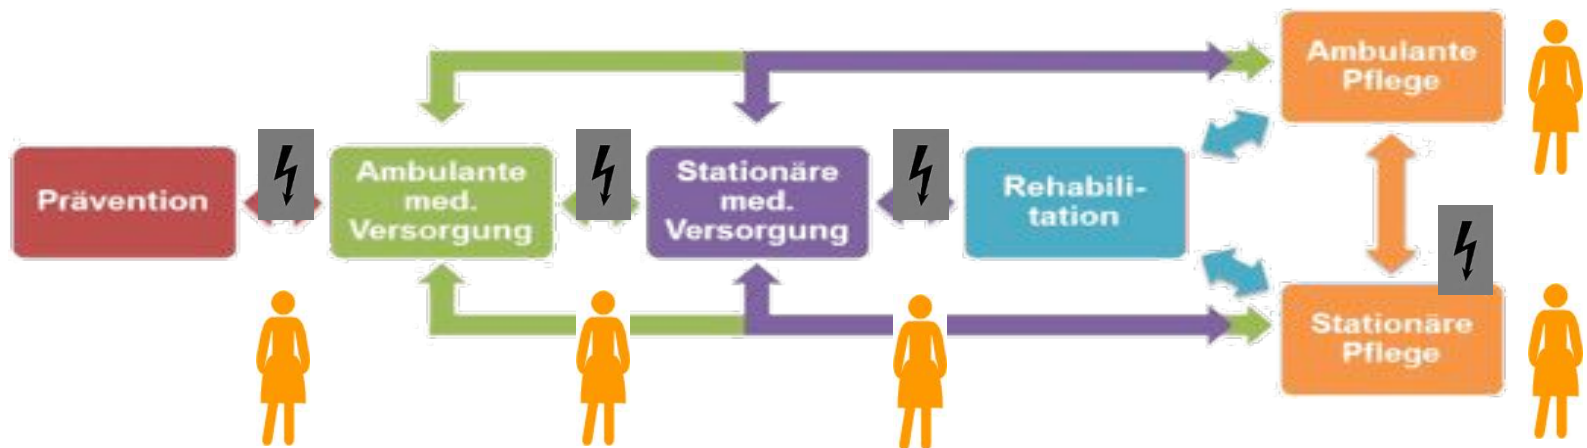 Prävention
Ambulante
med.
Versorgung
Stationäre
med.
Versorgung
Rehabili-
tation
Ambulante
Pflege
Stationäre
Pflege